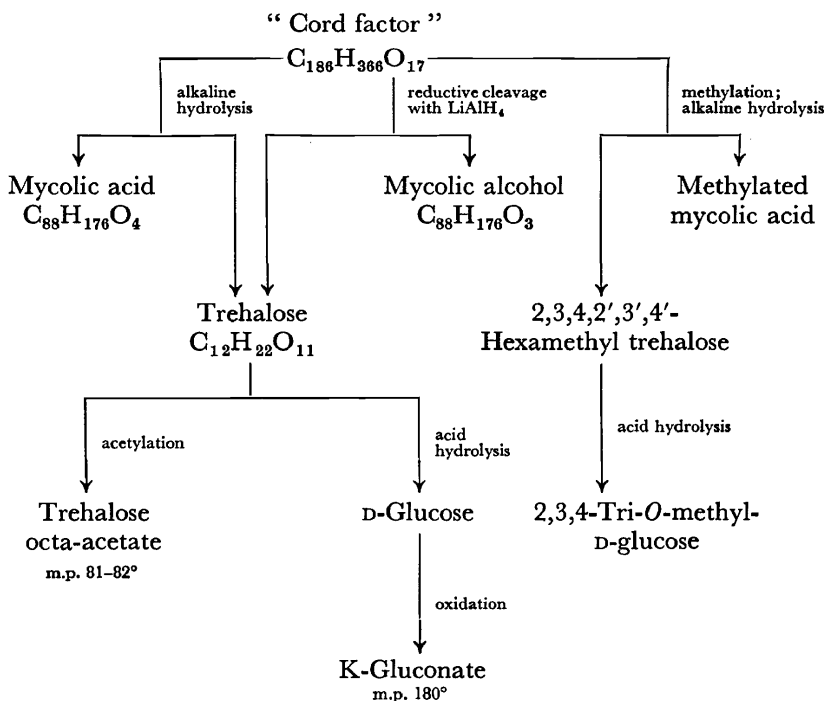 “ Cord factor ”
C₁₈₆H₃₆₆O₁₇
alkaline
hydrolysis
reductive cleavage
with LiAlH₄
methylation;
alkaline hydrolysis
Mycolic acid
C₈₈H₁₇₆O₄
Mycolic alcohol
C₈₈H₁₇₆O₃
Methylated
mycolic acid
Trehalose
C₁₂H₂₂O₁₁
2,3,4,2′,3′,4′-
Hexamethyl trehalose
acetylation
acid
hydrolysis
acid hydrolysis
Trehalose
octa-acetate
m.p. 81–82°
D-Glucose
2,3,4-Tri-O-methyl-
D-glucose
oxidation
K-Gluconate
m.p. 180°